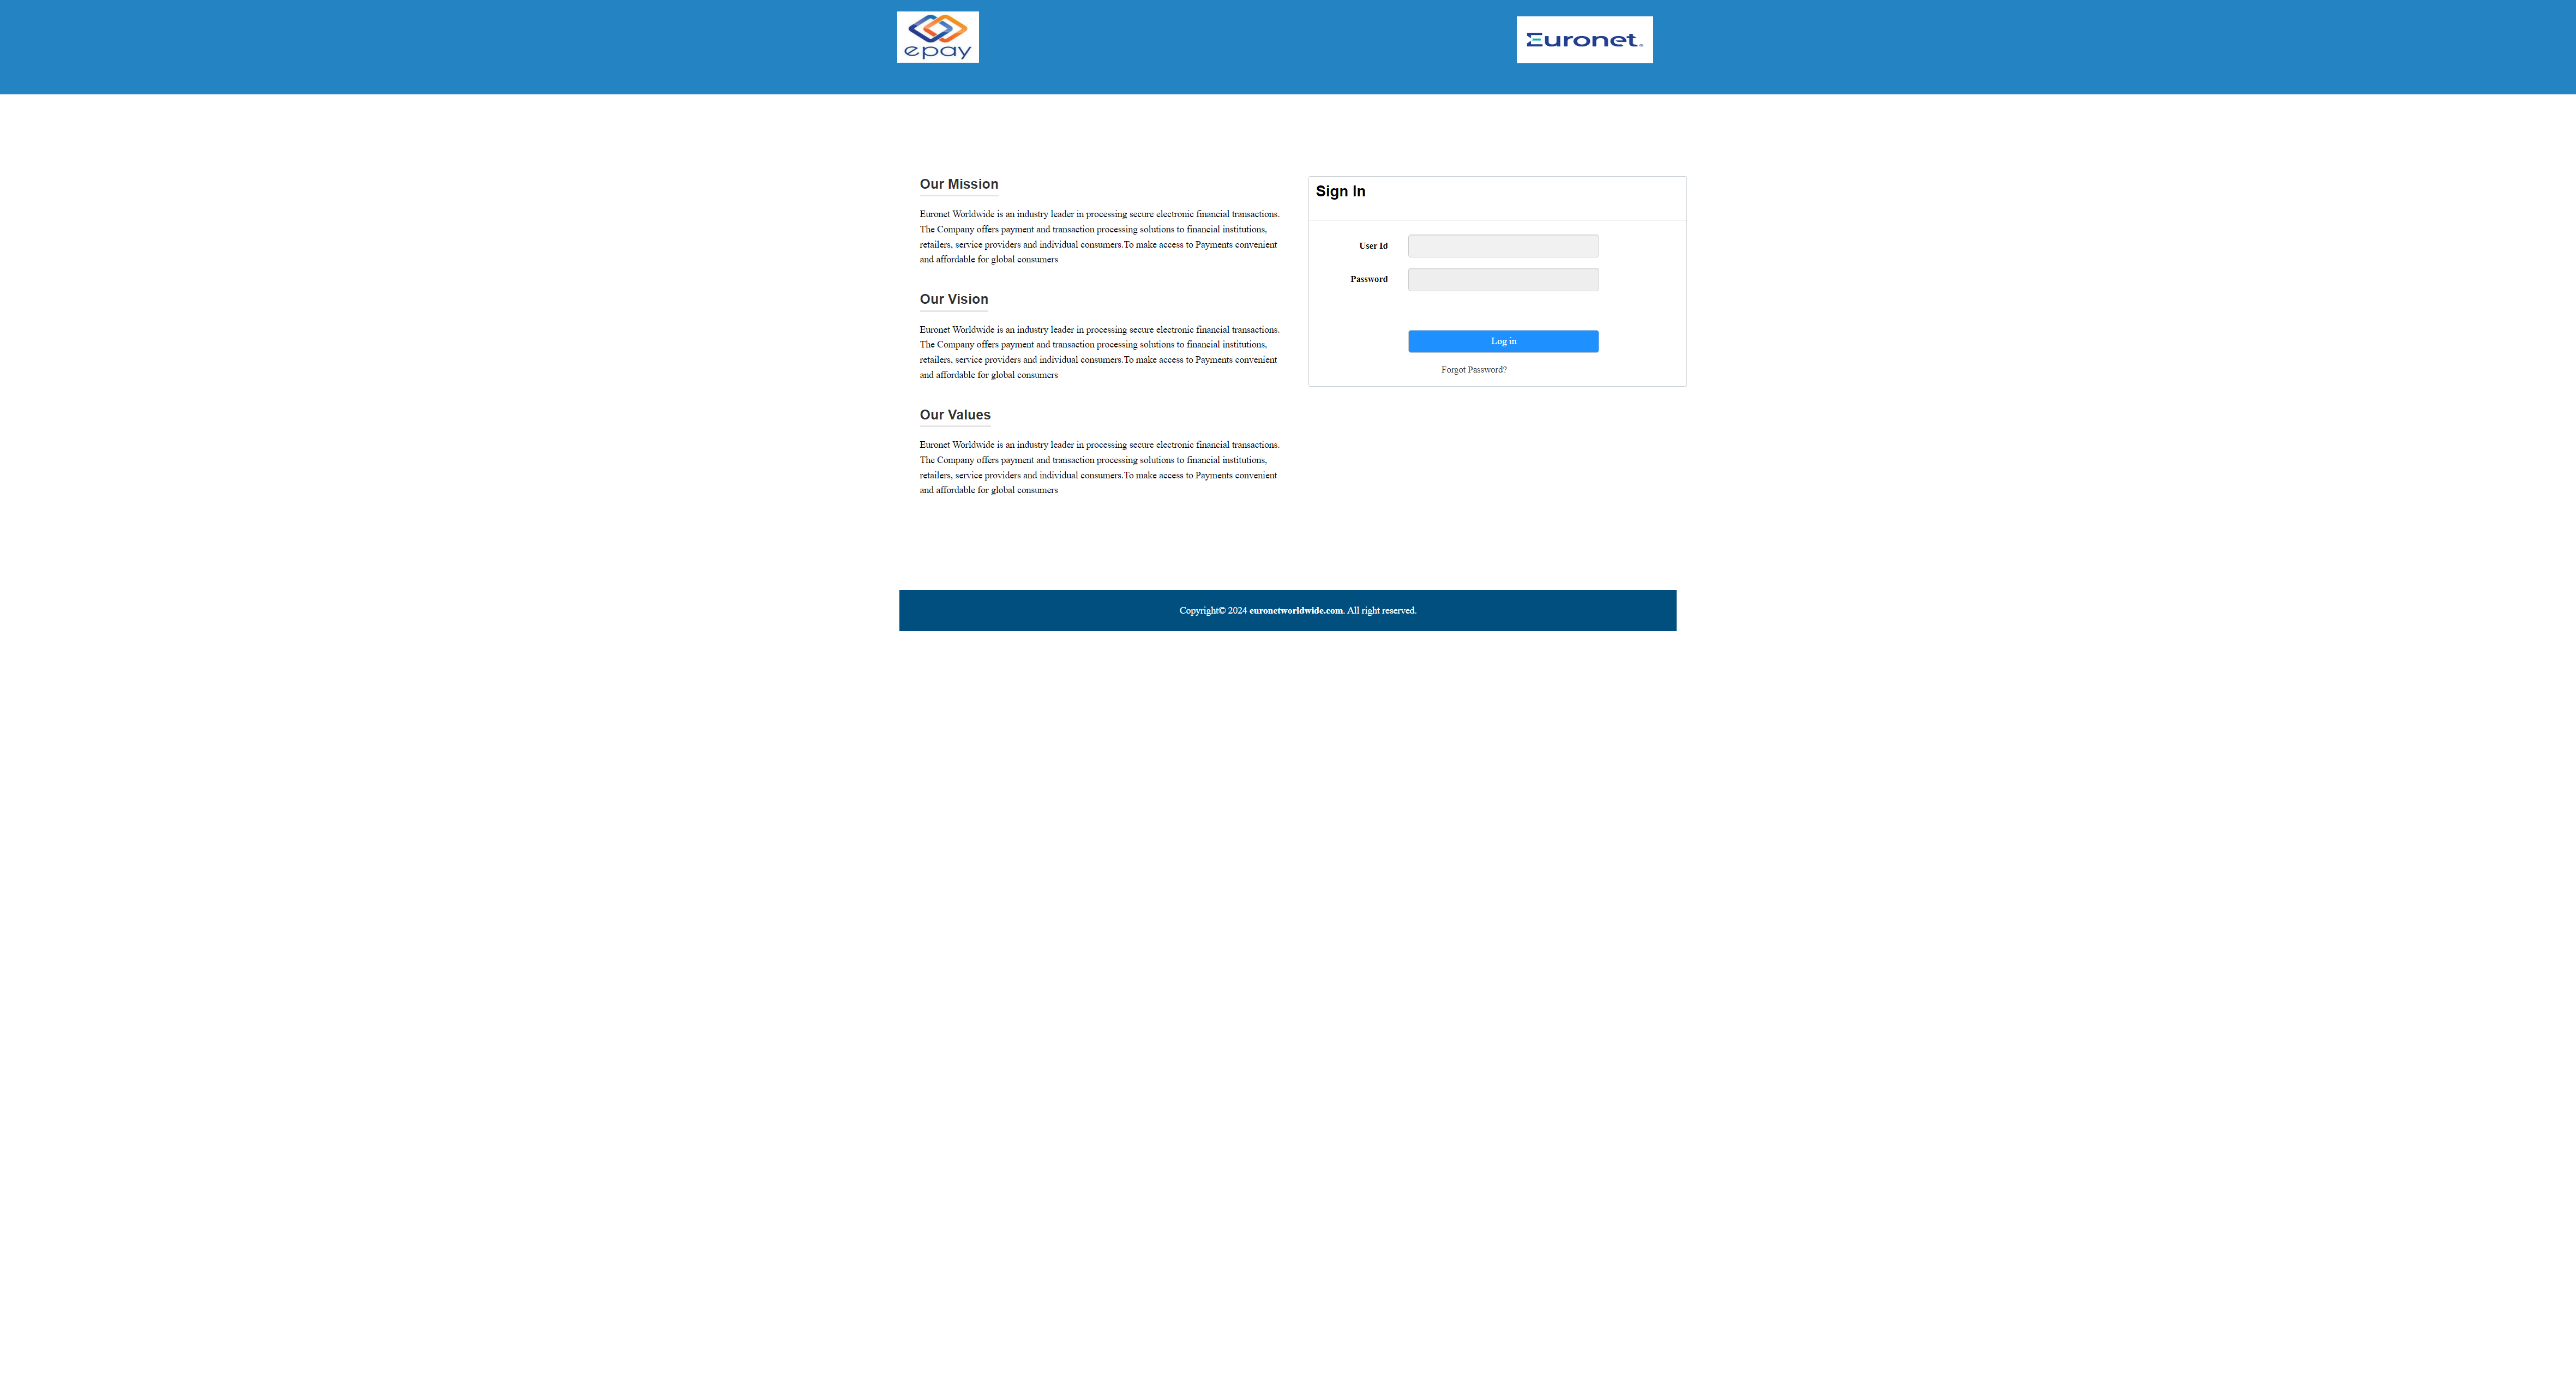 epay
Euronet
Our Mission
Euronet Worldwide is an industry leader in processing secure electronic financial transactions.
The Company offers payment and transaction processing solutions to financial institutions,
retailers, service providers and individual consumers.To make access to Payments convenient
and affordable for global consumers
Our Vision
Euronet Worldwide is an industry leader in processing secure electronic financial transactions.
The Company offers payment and transaction processing solutions to financial institutions,
retailers, service providers and individual consumers.To make access to Payments convenient
and affordable for global consumers
Our Values
Euronet Worldwide is an industry leader in processing secure electronic financial transactions.
The Company offers payment and transaction processing solutions to financial institutions,
retailers, service providers and individual consumers.To make access to Payments convenient
and affordable for global consumers
Sign In
User Id
Password
Log in
Forgot Password?
Copyright© 2024 euronetworldwide.com. All right reserved.